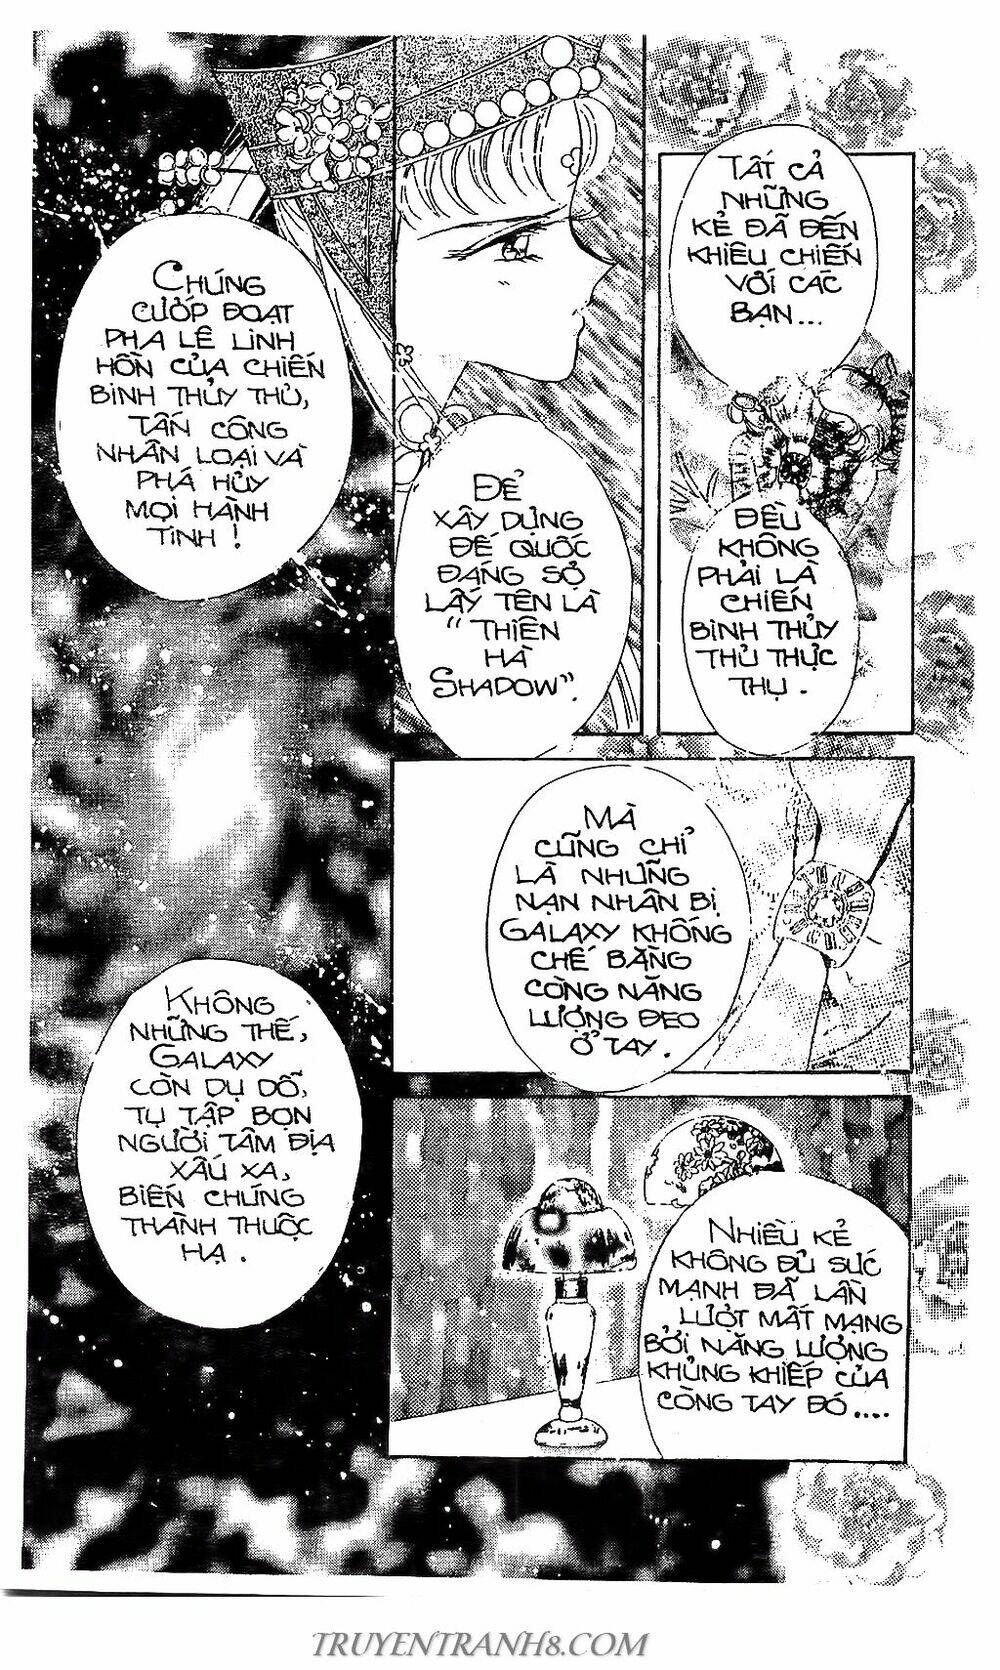 TẤT CẢ
NHỮNG
KẺ ĐÃ ĐẾN
KHIÊU CHIẾN
VỚI CÁC
BẠN...
ĐỀU
KHÔNG
PHẢI LÀ
CHIẾN
BINH THỦY
THỦ THỰC
THỤ.
ĐỂ
XÂY DỰNG
ĐẾ QUỐC
ĐÁNG SỢ
LẤY TÊN LÀ
"THIÊN
HÀ
SHADOW".
CHÚNG
CƯỚP ĐOẠT
PHA LÊ LINH
HỒN CỦA CHIẾN
BINH THỦY THỦ,
TẤN CÔNG
NHÂN LOẠI VÀ
PHÁ HỦY
MỌI HÀNH
TINH!
MÀ
CŨNG CHỈ
LÀ NHỮNG
NẠN NHÂN BỊ
GALAXY KHỐNG
CHẾ BẰNG
CÒNG NĂNG
LƯỢNG ĐEO
Ở TAY.
KHÔNG
NHỮNG THẾ,
GALAXY
CÒN DỤ DỖ,
TỤ TẬP BỌN
NGƯỜI TÂM ĐỊA
XẤU XA,
BIẾN CHÚNG
THÀNH THUỘC
HẠ.
NHIỀU KẺ
KHÔNG ĐỦ SỨC
MẠNH ĐÃ LẦN
LƯỢT MẤT MẠNG
BỞI NĂNG LƯỢNG
KHỦNG KHIẾP CỦA
CÒNG TAY ĐÓ....
TRUYENTRANH8.COM